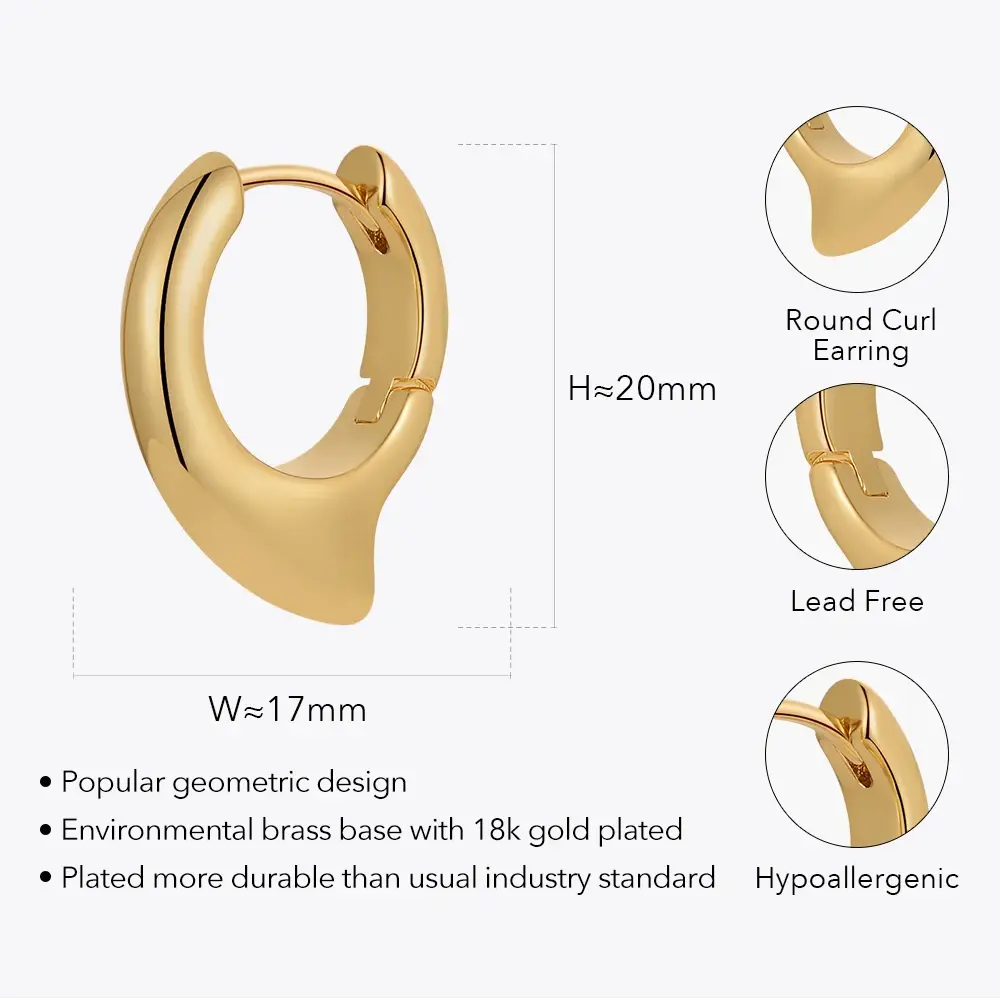 Round Curl
Earring
H≈20mm
Lead Free
W≈17mm
• Popular geometric design
• Environmental brass base with 18k gold plated
• Plated more durable than usual industry standard
Hypoallergenic